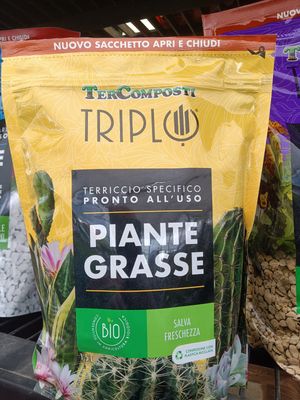 NUOVO SACCHETTO APRI E CHIUDI
TERCOMPOSTI
TRIPLO
TERRICCIO SPECIFICO
PRONTO ALL'USO
PIANTE
GRASSE
BIO
SALVA
FRESCHEZZA